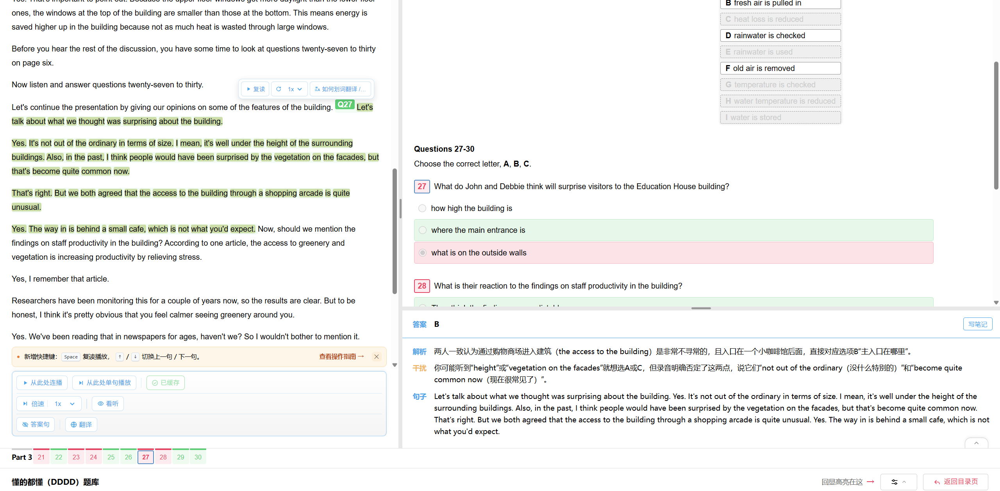 ones, the windows at the top of the building are smaller than those at the bottom. This means energy is
saved higher up in the building because not as much heat is wasted through large windows.
Before you hear the rest of the discussion, you have some time to look at questions twenty-seven to thirty
on page six.
Now listen and answer questions twenty-seven to thirty.
复读
1x
如何划词翻译 /...
Let's continue the presentation by giving our opinions on some of the features of the building. Q27 Let's
talk about what we thought was surprising about the building.
Yes. It's not out of the ordinary in terms of size. I mean, it's well under the height of the surrounding
buildings. Also, in the past, I think people would have been surprised by the vegetation on the facades, but
that's become quite common now.
That's right. But we both agreed that the access to the building through a shopping arcade is quite
unusual.
Yes. The way in is behind a small cafe, which is not what you'd expect. Now, should we mention the
findings on staff productivity in the building? According to one article, the access to greenery and
vegetation is increasing productivity by relieving stress.
Yes, I remember that article.
Researchers have been monitoring this for a couple of years now, so the results are clear. But to be
honest, I think it's pretty obvious that you feel calmer seeing greenery around you.
Yes. We've been reading that in newspapers for ages, haven't we? So I wouldn't bother to mention it.
新增快捷键： Space 复读播放， ↑ / ↓ 切换上一句 / 下一句。 查看操作指南 →
从此处连播 从此处单句播放 已缓存
倍速 1x 看听
答案句 翻译
B fresh air is pulled in
C heat loss is reduced
D rainwater is checked
E rainwater is used
F old air is removed
G temperature is checked
H water temperature is reduced
I water is stored
Questions 27-30
Choose the correct letter, A, B, C.
27 What do John and Debbie think will surprise visitors to the Education House building?
how high the building is
where the main entrance is
what is on the outside walls
28 What is their reaction to the findings on staff productivity in the building?
答案 B
写笔记
解析 两人一致认为通过购物商场进入建筑（the access to the building）是非常不寻常的，且入口在一个小咖啡馆后面，直接对应选项B“主入口在哪里”。
干扰 你可能听到“height”或“vegetation on the facades”就想选A或C，但录音明确否定了这两点，说它们“not out of the ordinary（没什么特别的）”和“become quite
common now（现在很常见了）”。
句子 Let's talk about what we thought was surprising about the building. Yes. It's not out of the ordinary in terms of size. I mean, it's well under the height of the
surrounding buildings. Also, in the past, I think people would have been surprised by the vegetation on the facades, but that's become quite common now.
That's right. But we both agreed that the access to the building through a shopping arcade is quite unusual. Yes. The way in is behind a small cafe, which is not
what you'd expect.
Part 3 21 22 23 24 25 26 27 28 29 30
懂的都懂（DDDD）题库
回显高亮在这 →
返回目录页